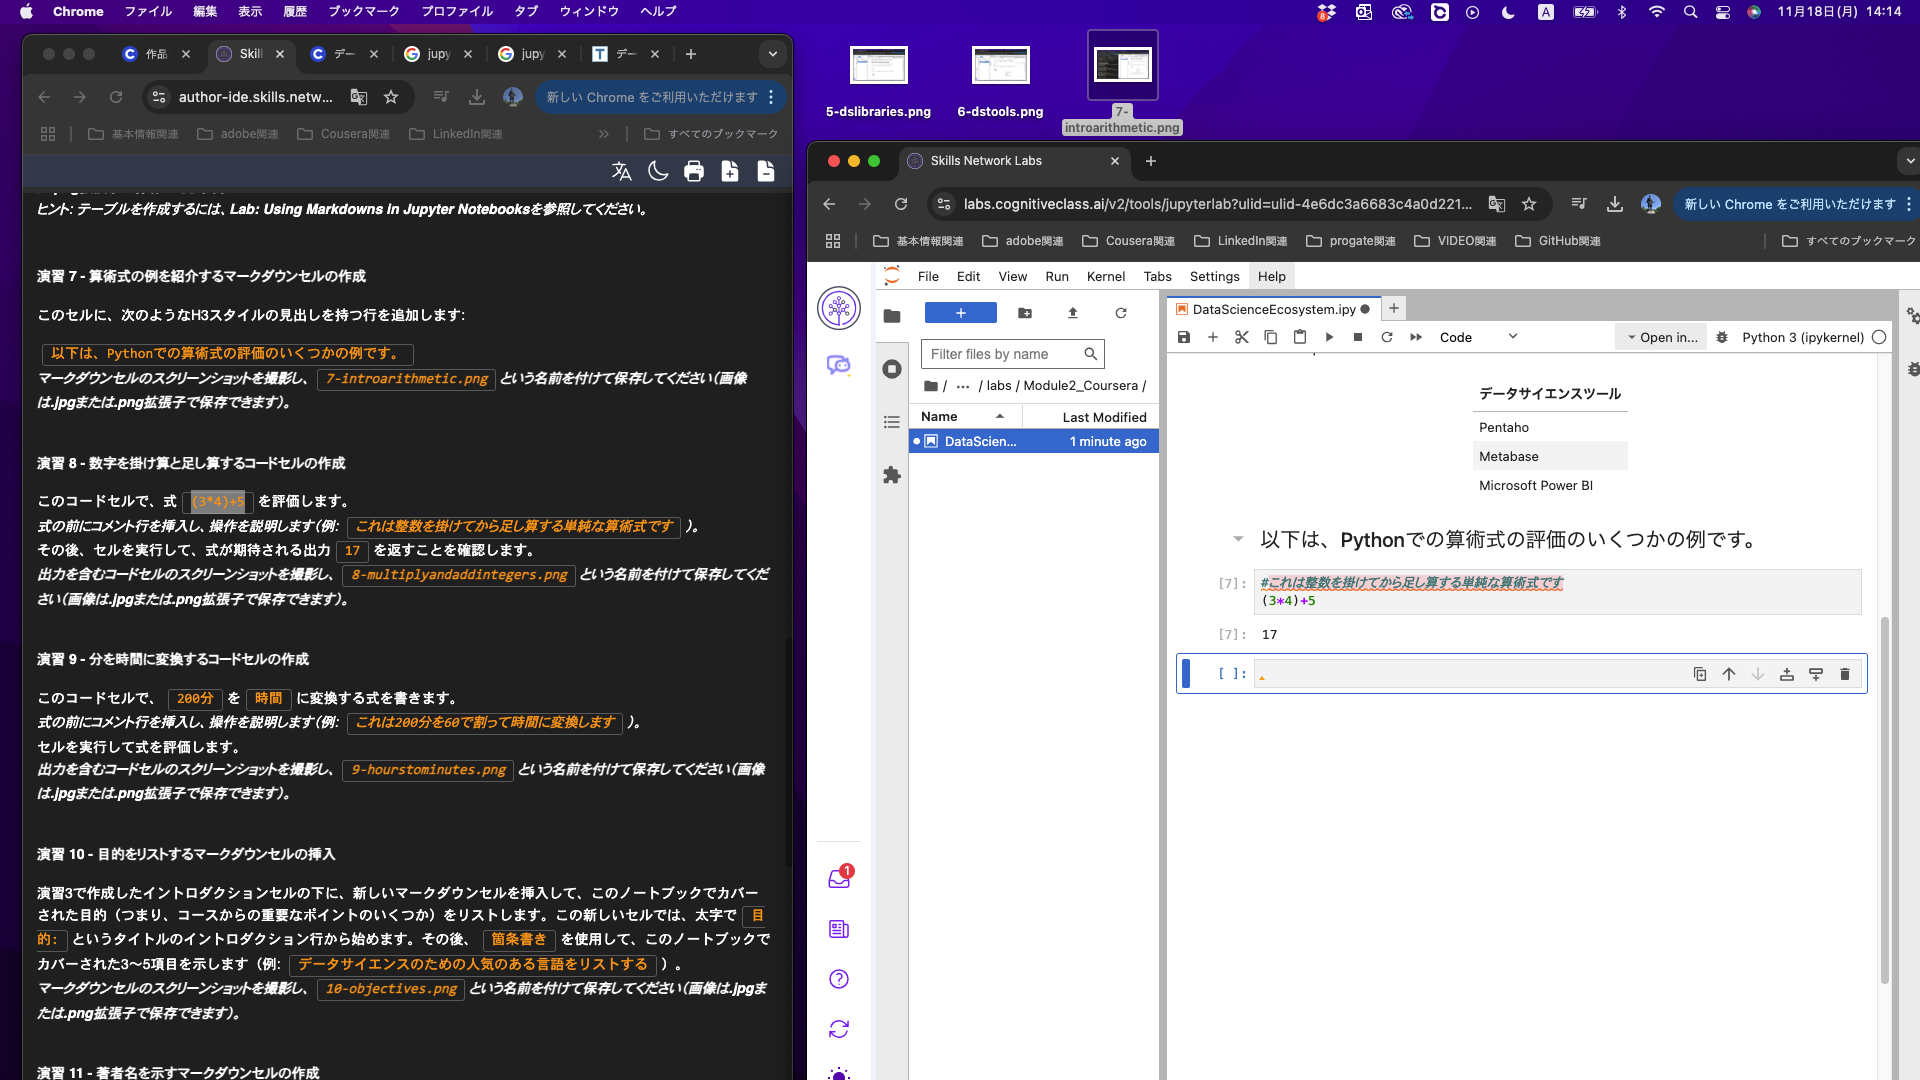 Chrome ファイル 編集 表示 履歴 ブックマーク プロファイル タブ ウィンドウ ヘルプ
8
A
11月18日(月) 14:14
作品
Skill
デー
jupy
jupy
デー
author-ide.skills.netw...
新しい Chrome をご利用いただけます
基本情報関連
adobe関連
Cousera関連
LinkedIn関連
»
すべてのブックマーク
ヒント: テーブルを作成するには、Lab: Using Markdowns in Jupyter Notebooksを参照してください。
演習 7 - 算術式の例を紹介するマークダウンセルの作成
このセルに、次のようなH3スタイルの見出しを持つ行を追加します:
以下は、Pythonでの算術式の評価のいくつかの例です。
マークダウンセルのスクリーンショットを撮影し、 7-introarithmetic.png という名前を付けて保存してください（画像
は.jpgまたは.png拡張子で保存できます）。
演習 8 - 数字を掛け算と足し算するコードセルの作成
このコードセルで、式 (3*4)+5 を評価します。
式の前にコメント行を挿入し、操作を説明します（例: これは整数を掛けてから足し算する単純な算術式です ）。
その後、セルを実行して、式が期待される出力 17 を返すことを確認します。
出力を含むコードセルのスクリーンショットを撮影し、 8-multiplyandaddintegers.png という名前を付けて保存してくだ
さい（画像は.jpgまたは.png拡張子で保存できます）。
演習 9 - 分を時間に変換するコードセルの作成
このコードセルで、 200分 を 時間 に変換する式を書きます。
式の前にコメント行を挿入し、操作を説明します（例: これは200分を60で割って時間に変換します ）。
セルを実行して式を評価します。
出力を含むコードセルのスクリーンショットを撮影し、 9-hourstominutes.png という名前を付けて保存してください（画像
は.jpgまたは.png拡張子で保存できます）。
演習 10 - 目的をリストするマークダウンセルの挿入
演習3で作成したイントロダクションセルの下に、新しいマークダウンセルを挿入して、このノートブックでカバー
された目的（つまり、コースからの重要なポイントのいくつか）をリストします。この新しいセルでは、太字で 目
的: というタイトルのイントロダクション行から始めます。その後、 箇条書き を使用して、このノートブックで
カバーされた3〜5項目を示します（例: データサイエンスのための人気のある言語をリストする ）。
マークダウンセルのスクリーンショットを撮影し、 10-objectives.png という名前を付けて保存してください（画像は.jpgま
たは.png拡張子で保存できます）。
演習 11 - 著者名を示すマークダウンセルの作成
5-dslibraries.png
6-dstools.png
7-
introarithmetic.png
Skills Network Labs
labs.cognitiveclass.ai/v2/tools/jupyterlab?ulid=ulid-4e6dc3a6683c4a0d221...
新しい Chrome をご利用いただけます
基本情報関連
adobe関連
Cousera関連
LinkedIn関連
progate関連
VIDEO関連
GitHub関連
すべてのブックマーク
File Edit View Run Kernel Tabs Settings Help
Filter files by name
/ ... / labs / Module2_Coursera /
Name
Last Modified
DataScien...
1 minute ago
1
DataScienceEcosystem.ipy
Code
Open in...
Python 3 (ipykernel)
データサイエンスツール
Pentaho
Metabase
Microsoft Power BI
以下は、Pythonでの算術式の評価のいくつかの例です。
[7]: #これは整数を掛けてから足し算する単純な算術式です
(3*4)+5
[7]: 17
[ ]: